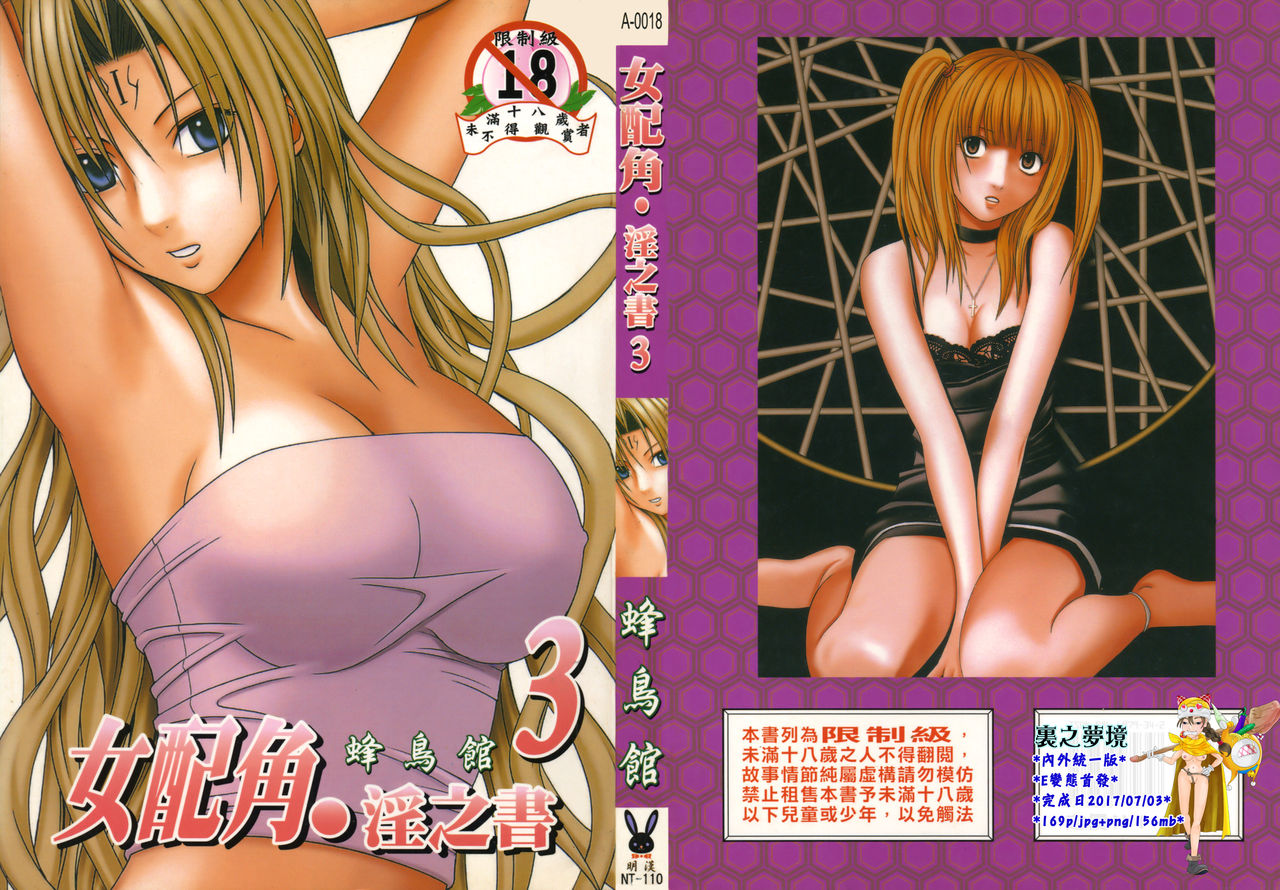 限制級
18
未滿十八歲
不得觀賞者
3
蜂鳥館
女配角·淫之書
A-0018
女配角·淫之書 3
蜂鳥館
明漢
NT-110
本書列為限制級，
未滿十八歲之人不得翻閱，
故事情節純屬虛構請勿模仿
禁止租售本書予未滿十八歲
以下兒童或少年，以免觸法
裏之夢境
*內外統一版*
*E變態首發*
*完成日2017/07/03*
*169p/jpg+png/156mb*